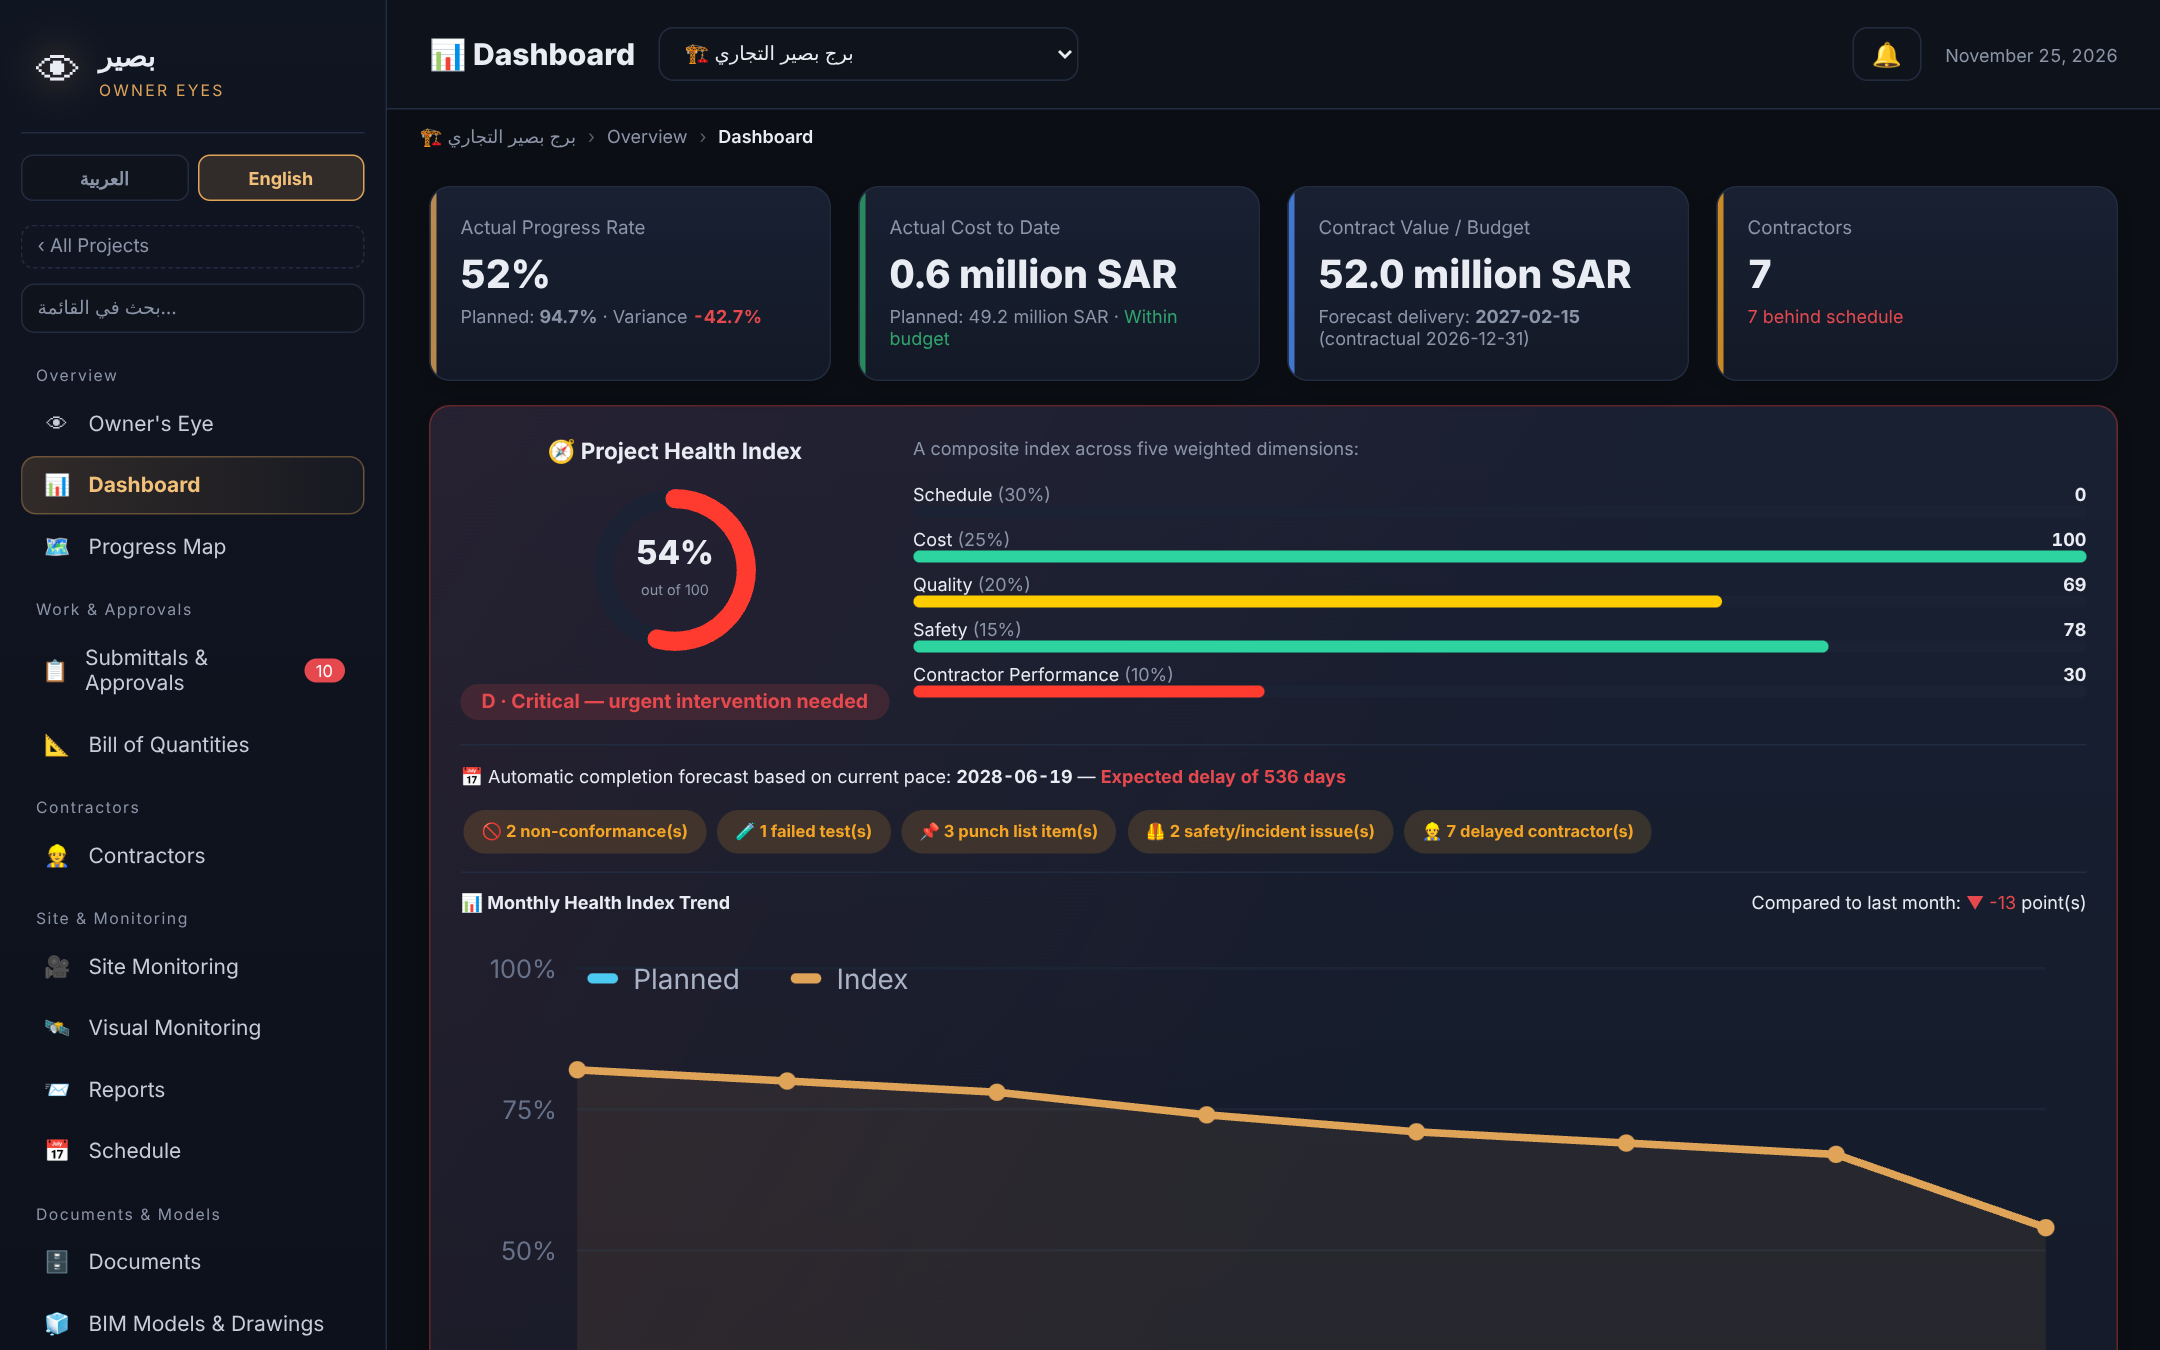 بصير
OWNER EYES
العربية
English
‹ All Projects
بحث في القائمة...
Overview
Owner's Eye
Dashboard
Progress Map
Work & Approvals
Submittals &
Approvals
10
Bill of Quantities
Contractors
Contractors
Site & Monitoring
Site Monitoring
Visual Monitoring
Reports
Schedule
Documents & Models
Documents
BIM Models & Drawings
Dashboard
برج بصير التجاري
November 25, 2026
برج بصير التجاري › Overview › Dashboard
Actual Progress Rate
52%
Planned: 94.7% · Variance -42.7%
Actual Cost to Date
0.6 million SAR
Planned: 49.2 million SAR · Within
budget
Contract Value / Budget
52.0 million SAR
Forecast delivery: 2027-02-15
(contractual 2026-12-31)
Contractors
7
7 behind schedule
Project Health Index
54%
out of 100
D · Critical — urgent intervention needed
A composite index across five weighted dimensions:
Schedule (30%) 0
Cost (25%) 100
Quality (20%) 69
Safety (15%) 78
Contractor Performance (10%) 30
Automatic completion forecast based on current pace: 2028-06-19 — Expected delay of 536 days
2 non-conformance(s)
1 failed test(s)
3 punch list item(s)
2 safety/incident issue(s)
7 delayed contractor(s)
Monthly Health Index Trend
Compared to last month: ▼ -13 point(s)
Planned
Index
100%
75%
50%